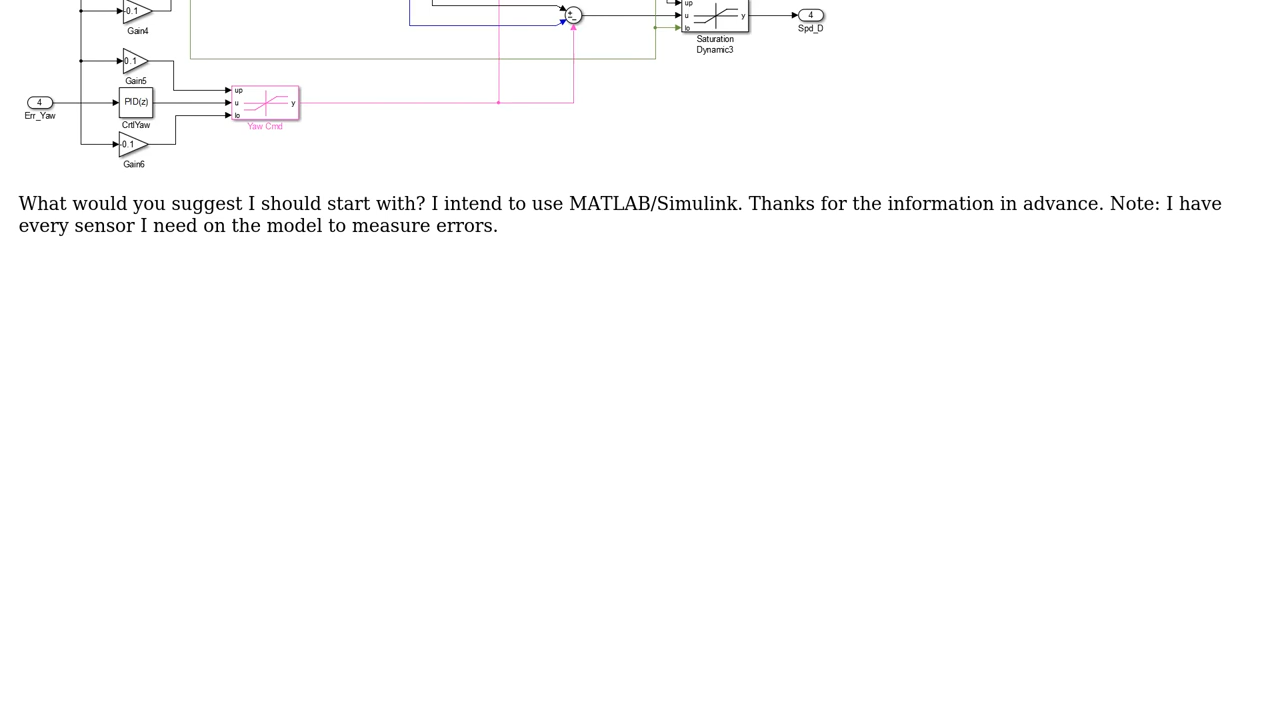 up
-0.1
u
y
4
Gain4
lo
Spd_D
Saturation
Dynamic3
0.1
Gain5
up
4
PID(z)
u
y
Err_Yaw
lo
CrtlYaw
Yaw Cmd
-0.1
Gain6
What would you suggest I should start with? I intend to use MATLAB/Simulink. Thanks for the information in advance. Note: I have
every sensor I need on the model to measure errors.